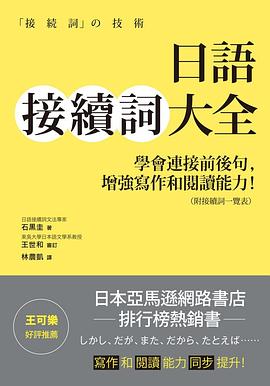 「接続詞」の技術
日語
接續詞大全
學會連接前後句，
增強寫作和閱讀能力！
（附接續詞一覽表）
日語接續詞文法專家
石黑圭 著
東吳大學日本語文學系教授
王世和 審訂
林農凱 譯
王可樂
好評推薦
日本亞馬遜網路書店
排行榜熱銷書
しかし、だが、また、だから、たとえば……
寫作和閱讀能力同步提升！